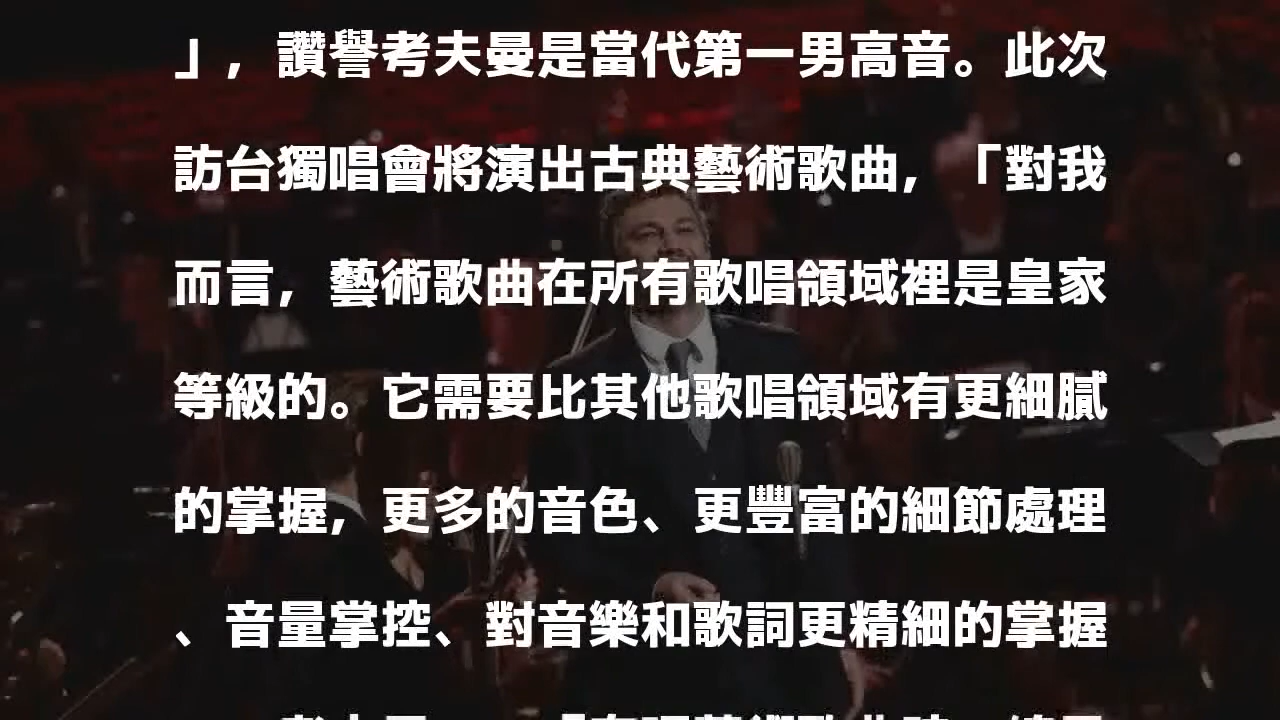 」，讚譽考夫曼是當代第一男高音。此次
訪台獨唱會將演出古典藝術歌曲，「對我
而言，藝術歌曲在所有歌唱領域裡是皇家
等級的。它需要比其他歌唱領域有更細膩
的掌握，更多的音色、更豐富的細節處理
、音量掌控、對音樂和歌詞更精細的掌握